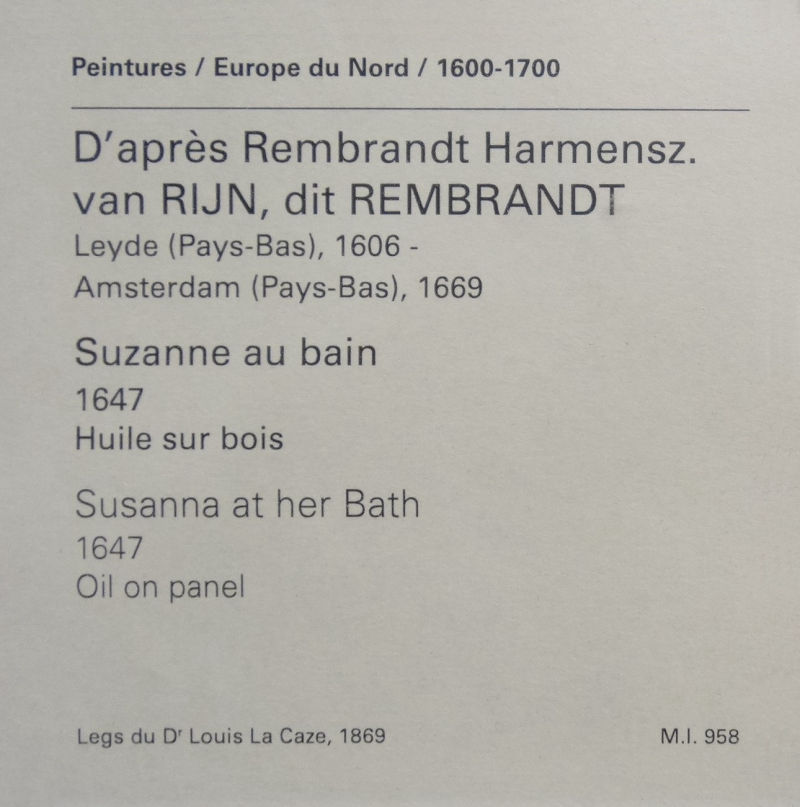 Peintures / Europe du Nord / 1600-1700
D'après Rembrandt Harmensz.
van RIJN, dit REMBRANDT
Leyde (Pays-Bas), 1606 -
Amsterdam (Pays-Bas), 1669
Suzanne au bain
1647
Huile sur bois
Susanna at her Bath
1647
Oil on panel
Legs du Dʳ Louis La Caze, 1869 M.I. 958